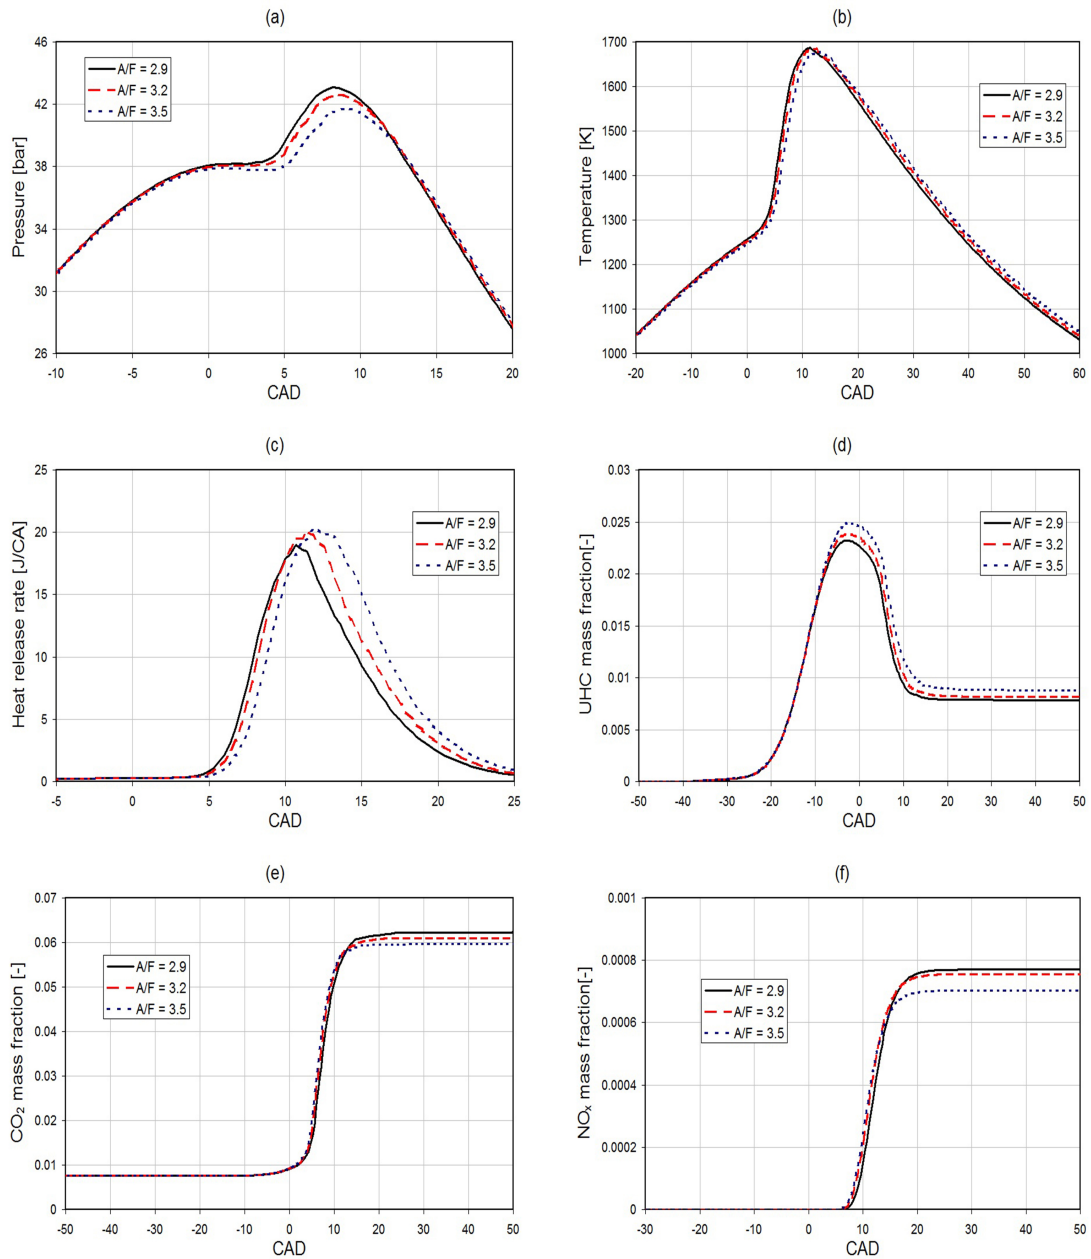 (a)
Pressure [bar]
46
42
38
34
30
26
A/F = 2.9
A/F = 3.2
A/F = 3.5
-10 -5 0 5 10 15 20
CAD
(b)
Temperature [K]
1700
1600
1500
1400
1300
1200
1100
1000
A/F = 2.9
A/F = 3.2
A/F = 3.5
-20 -10 0 10 20 30 40 50 60
CAD
(c)
Heat release rate [J/CA]
25
20
15
10
5
0
A/F = 2.9
A/F = 3.2
A/F = 3.5
-5 0 5 10 15 20 25
CAD
(d)
UHC mass fraction[-]
0.03
0.025
0.02
0.015
0.01
0.005
0
A/F = 2.9
A/F = 3.2
A/F = 3.5
-50 -40 -30 -20 -10 0 10 20 30 40 50
CAD
(e)
CO₂ mass fraction [-]
0.07
0.06
0.05
0.04
0.03
0.02
0.01
0
A/F = 2.9
A/F = 3.2
A/F = 3.5
-50 -40 -30 -20 -10 0 10 20 30 40 50
CAD
(f)
NOₓ mass fraction[-]
0.001
0.0008
0.0006
0.0004
0.0002
0
A/F = 2.9
A/F = 3.2
A/F = 3.5
-30 -20 -10 0 10 20 30 40 50
CAD